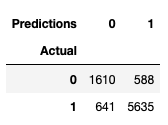 Predictions 0 1
Actual
0 1610 588
1 641 5635